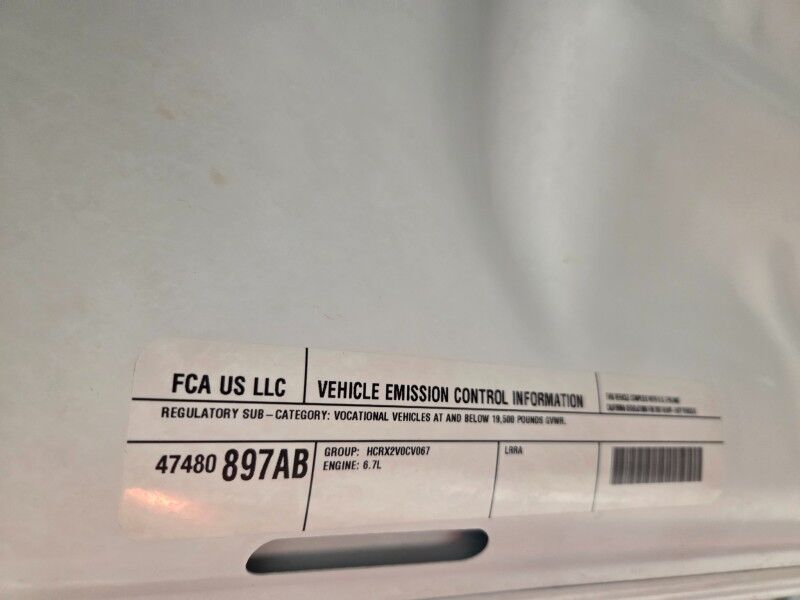 FCA US LLC
VEHICLE EMISSION CONTROL INFORMATION
REGULATORY SUB-CATEGORY: VOCATIONAL VEHICLES AT AND BELOW 19,500 POUNDS GVWR.
47480 897AB
GROUP: HCRX2VOCV067
ENGINE: 6.7L
LRRA